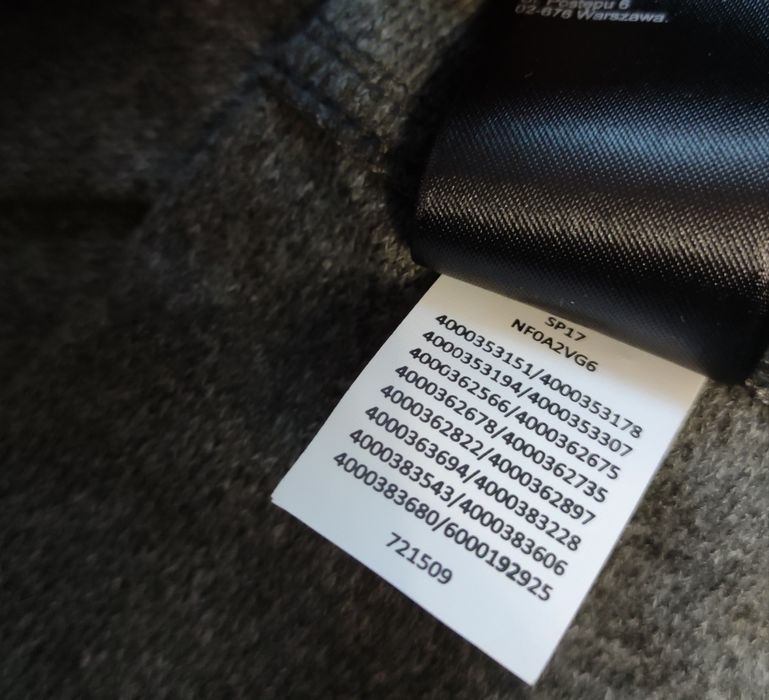 Postępu 6
02-676 Warszawa.
SP17
NF0A2VG6
4000353151/4000353178
4000353194/4000353307
4000362566/4000362675
4000362678/4000362735
4000362822/4000362897
4000363694/4000383228
4000383543/4000383606
4000383680/6000192925
721509